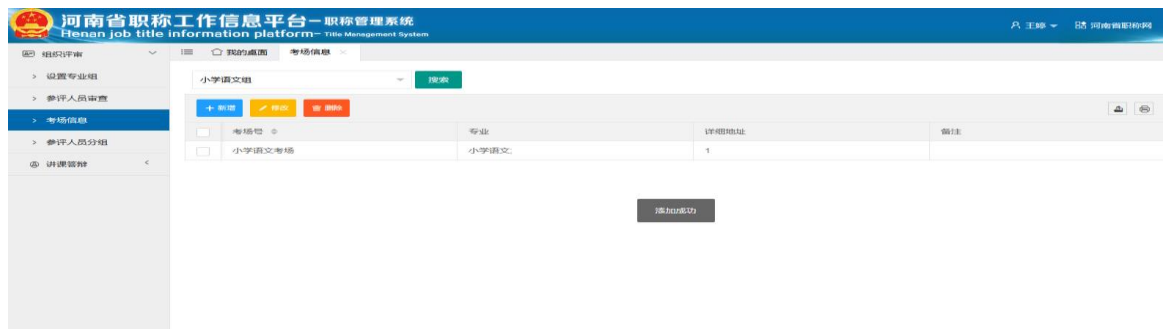 河南省职称工作信息平台-职称管理系统
Henan job title information platform- Title Management System
河南省职称网
组织评审
我的桌面 考场信息
设置专业组
小学语文组 搜索
参评人员审查
新增 修改 删除
考场信息
考场号 专业 详细地址 备注
参评人员分组
小学语文考场 小学语文; 1
讲课答辩
添加成功